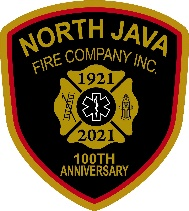 NORTH JAVA
FIRE COMPANY INC.
1921
2021
100TH
ANNIVERSARY